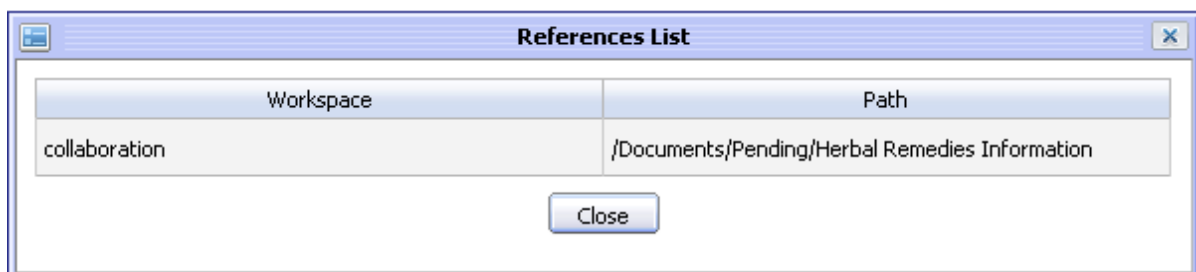 References List
Workspace Path
collaboration /Documents/Pending/Herbal Remedies Information
Close